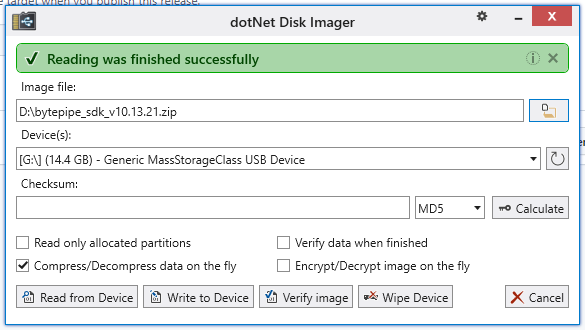 e target when you publish this release.
dotNet Disk Imager
Reading was finished successfully
Image file:
D:\bytepipe_sdk_v10.13.21.zip
Device(s):
[G:\] (14.4 GB) - Generic MassStorageClass USB Device
Checksum:
MD5
Calculate
Read only allocated partitions
Verify data when finished
Compress/Decompress data on the fly
Encrypt/Decrypt image on the fly
Read from Device
Write to Device
Verify image
Wipe Device
Cancel